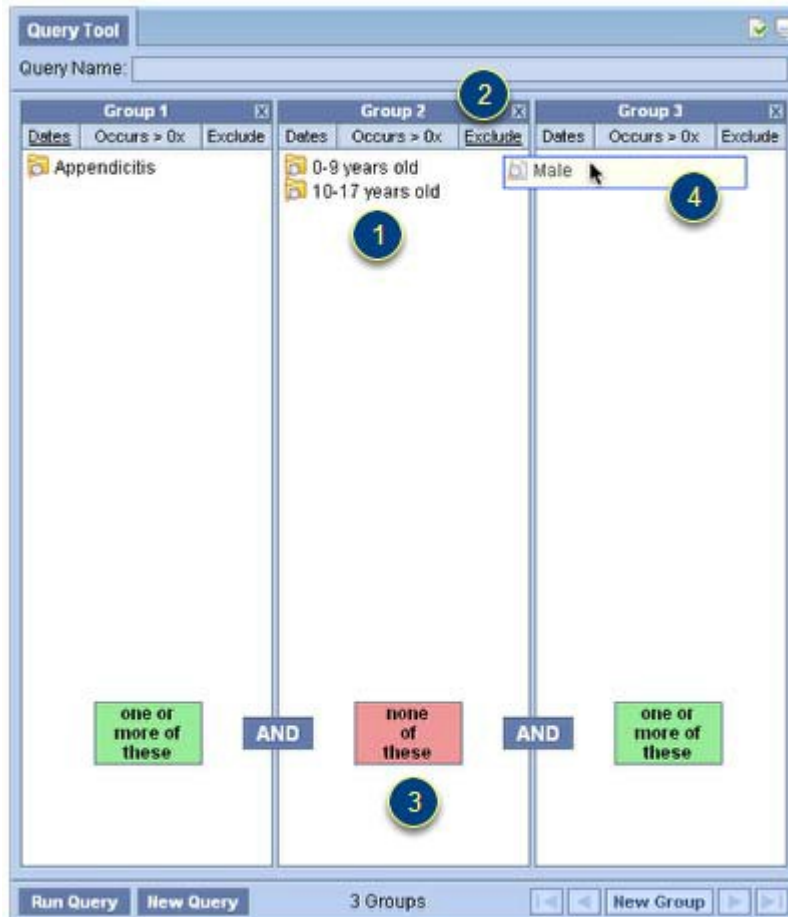 Query Tool
Query Name:
2
Group 1 Group 2 Group 3
Dates Occurs > 0x Exclude Dates Occurs > 0x Exclude Dates Occurs > 0x Exclude
Appendicitis 0-9 years old Male
10-17 years old 4
1
one or none one or
more of AND of AND more of
these these these
3
Run Query New Query 3 Groups New Group